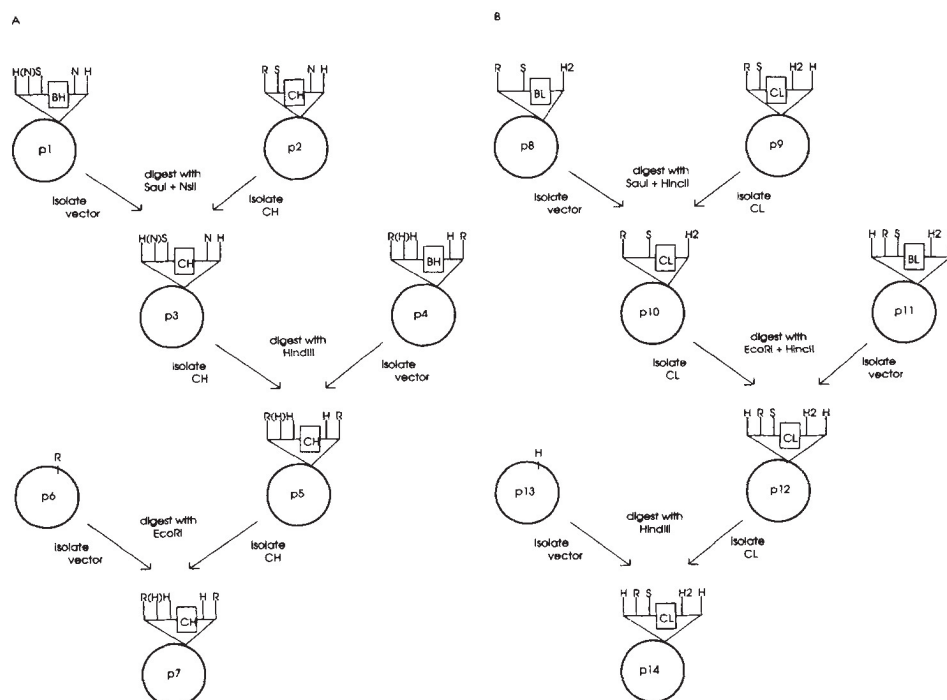 A
H(N)S
N H
BH
p1
R S
N H
CH
p2
digest with
SauI + NsiI
isolate
vector
isolate
CH
H(N)S
N H
CH
p3
R(H)H
H R
BH
p4
digest with
HindIII
isolate
CH
isolate
vector
R
p6
R(H)H
H R
CH
p5
digest with
EcoRI
isolate
vector
isolate
CH
R(H)H
H R
CH
p7
B
R S
H2
BL
p8
R S
H2 H
CL
p9
digest with
SauI + HincII
isolate
vector
isolate
CL
R S
H2
CL
p10
H R S
H2
BL
p11
digest with
EcoRI + HincII
isolate
CL
isolate
vector
H
p13
H R S
H2 H
CL
p12
digest with
HindIII
isolate
vector
isolate
CL
H R S
H2 H
CL
p14